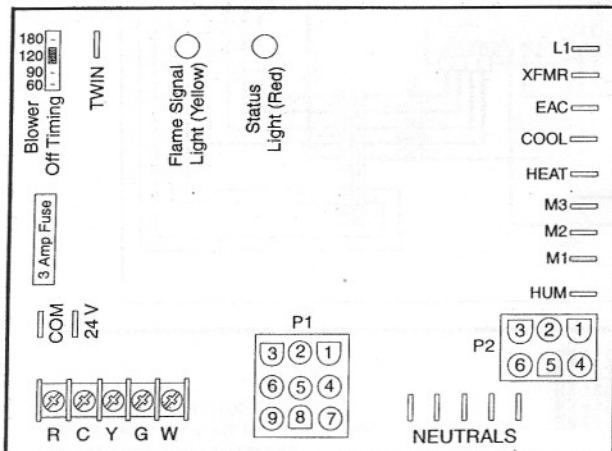 180
120
90
60
Blower
Off Timing
TWIN
Flame Signal
Light (Yellow)
Status
Light (Red)
L1
XFMR
EAC
COOL
HEAT
M3
M2
M1
HUM
3 Amp Fuse
COM
24 V
P1
3 2 1
6 5 4
9 8 7
P2
3 2 1
6 5 4
R C Y G W
NEUTRALS